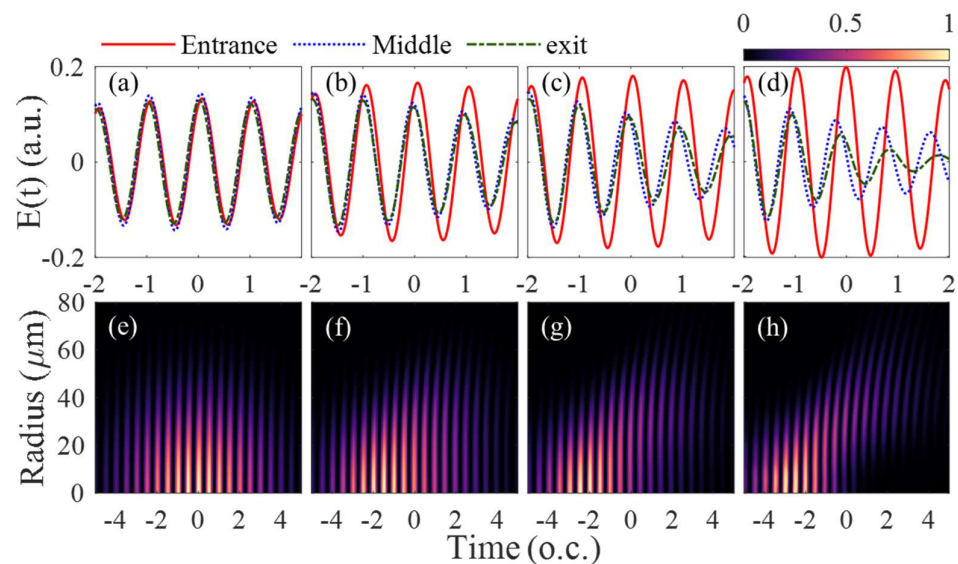 0 0.5 1
Entrance Middle exit
0.2
(a) (b) (c) (d)
E(t) (a.u.)
0
-0.2
-2 -1 0 1 -2 -1 0 1 -2 -1 0 1 -2 -1 0 1 2
80
(e) (f) (g) (h)
60
Radius (μm)
40
20
0
-4 -2 0 2 4 -4 -2 0 2 4 -4 -2 0 2 4 -4 -2 0 2 4
Time (o.c.)